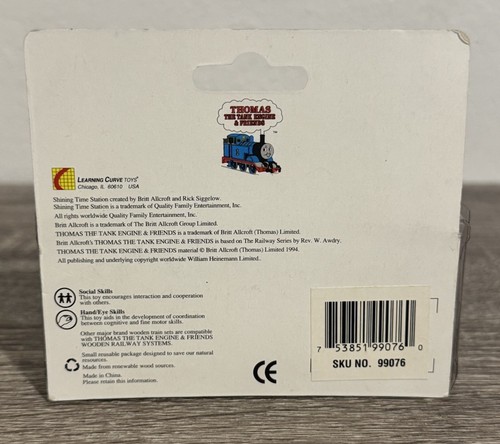 THOMAS
THE TANK ENGINE
& FRIENDS
LEARNING CURVE TOYS®
Chicago, IL 60610 USA
Shining Time Station created by Britt Allcroft and Rick Siggelow.
Shining Time Station is a trademark of Quality Family Entertainment, Inc.
All rights worldwide Quality Family Entertainment, Inc.
Britt Allcroft is a trademark of The Britt Allcroft Group Limited.
THOMAS THE TANK ENGINE & FRIENDS is a trademark of Britt Allcroft (Thomas) Limited.
Britt Allcroft's THOMAS THE TANK ENGINE & FRIENDS is based on The Railway Series by Rev. W. Awdry.
THOMAS THE TANK ENGINE & FRIENDS material © Britt Allcroft (Thomas) Limited 1994.
All publishing and underlying copyright worldwide William Heinemann Limited..
Social Skills
This toy encourages interaction and cooperation
with others.
Hand/Eye Skills
This toy aids in the development of coordination
between cognitive and fine motor skills.
Other major brand wooden train sets are compatible
with THOMAS THE TANK ENGINE & FRIENDS
WOODEN RAILWAY SYSTEMS.
Small reusable package designed to save our natural
resources.
Made from renewable wood sources.
Made in China.
Please retain this information.
CE
7 53851 99076 0
SKU NO. 99076